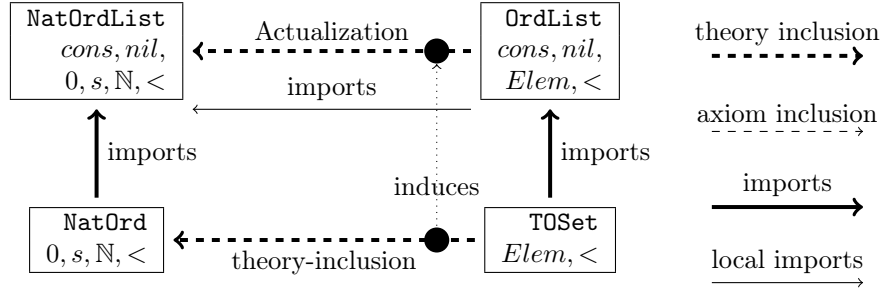 NatOrdList
cons, nil,
0, s, ℕ, <
Actualization
imports
OrdList
cons, nil,
Elem, <
theory inclusion
axiom inclusion
imports
imports
induces
imports
NatOrd
0, s, ℕ, <
theory-inclusion
TOSet
Elem, <
local imports